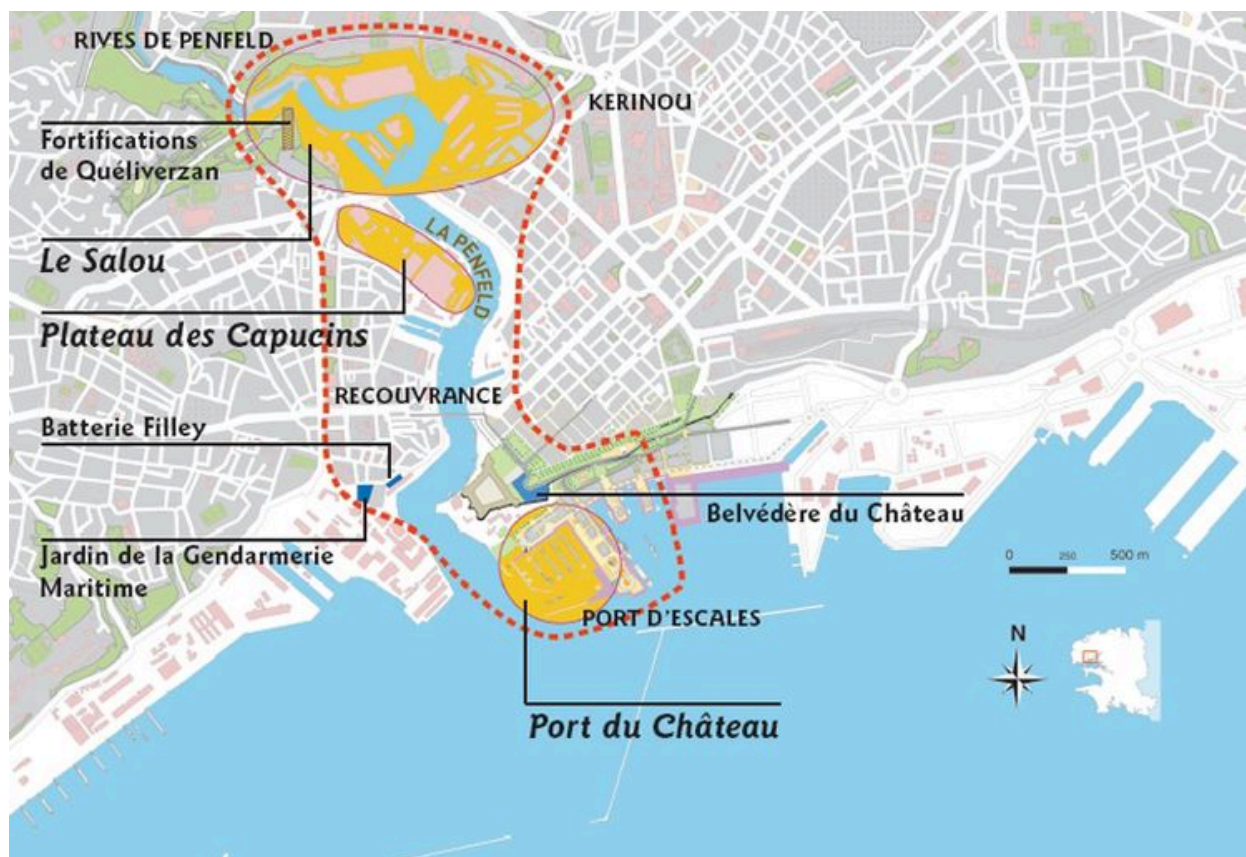 RIVES DE PENFELD
KERINOU
Fortifications
de Quéliverzan
Le Salou
LA PENFELD
Plateau des Capucins
RECOUVRANCE
Batterie Filley
Belvédère du Château
Jardin de la Gendarmerie
Maritime
0 250 500 m
PORT D'ESCALES
N
Port du Château